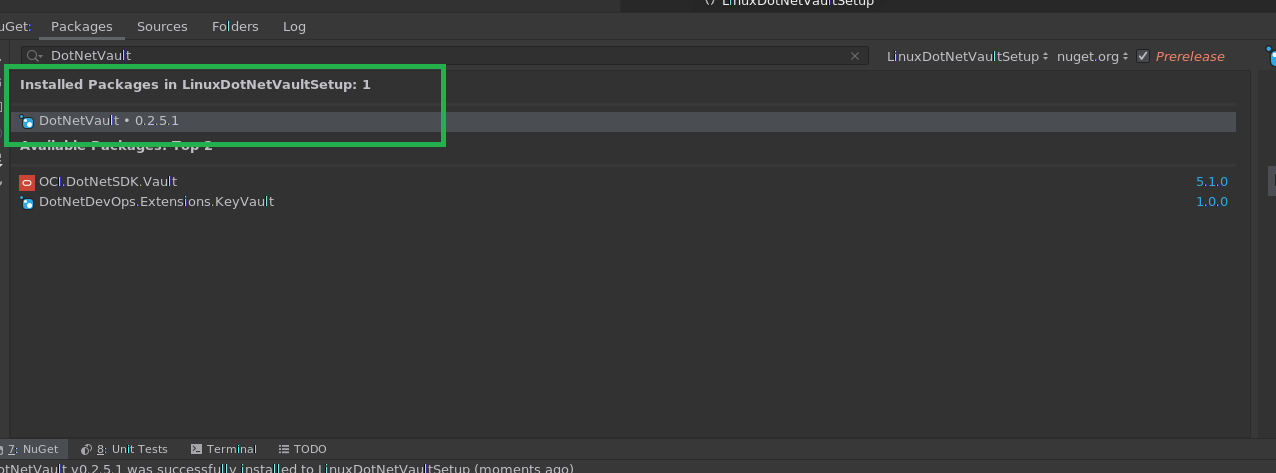 LinuxDotNetVaultSetup
uGet: Packages Sources Folders Log
DotNetVault LinuxDotNetVaultSetup nuget.org Prerelease
Installed Packages in LinuxDotNetVaultSetup: 1
DotNetVault • 0.2.5.1
Available Packages: Top 2
OCI.DotNetSDK.Vault 5.1.0
DotNetDevOps.Extensions.KeyVault 1.0.0
7: NuGet 8: Unit Tests Terminal TODO
otNetVault v0.2.5.1 was successfully installed to LinuxDotNetVaultSetup (moments ago)